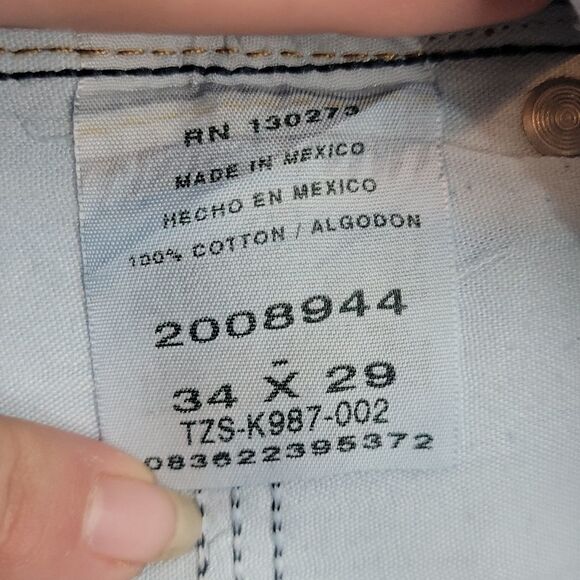 RN 130273
MADE IN MEXICO
HECHO EN MEXICO
100% COTTON / ALGODON
2008944
34 X 29
TZS-K987-002
083622395372